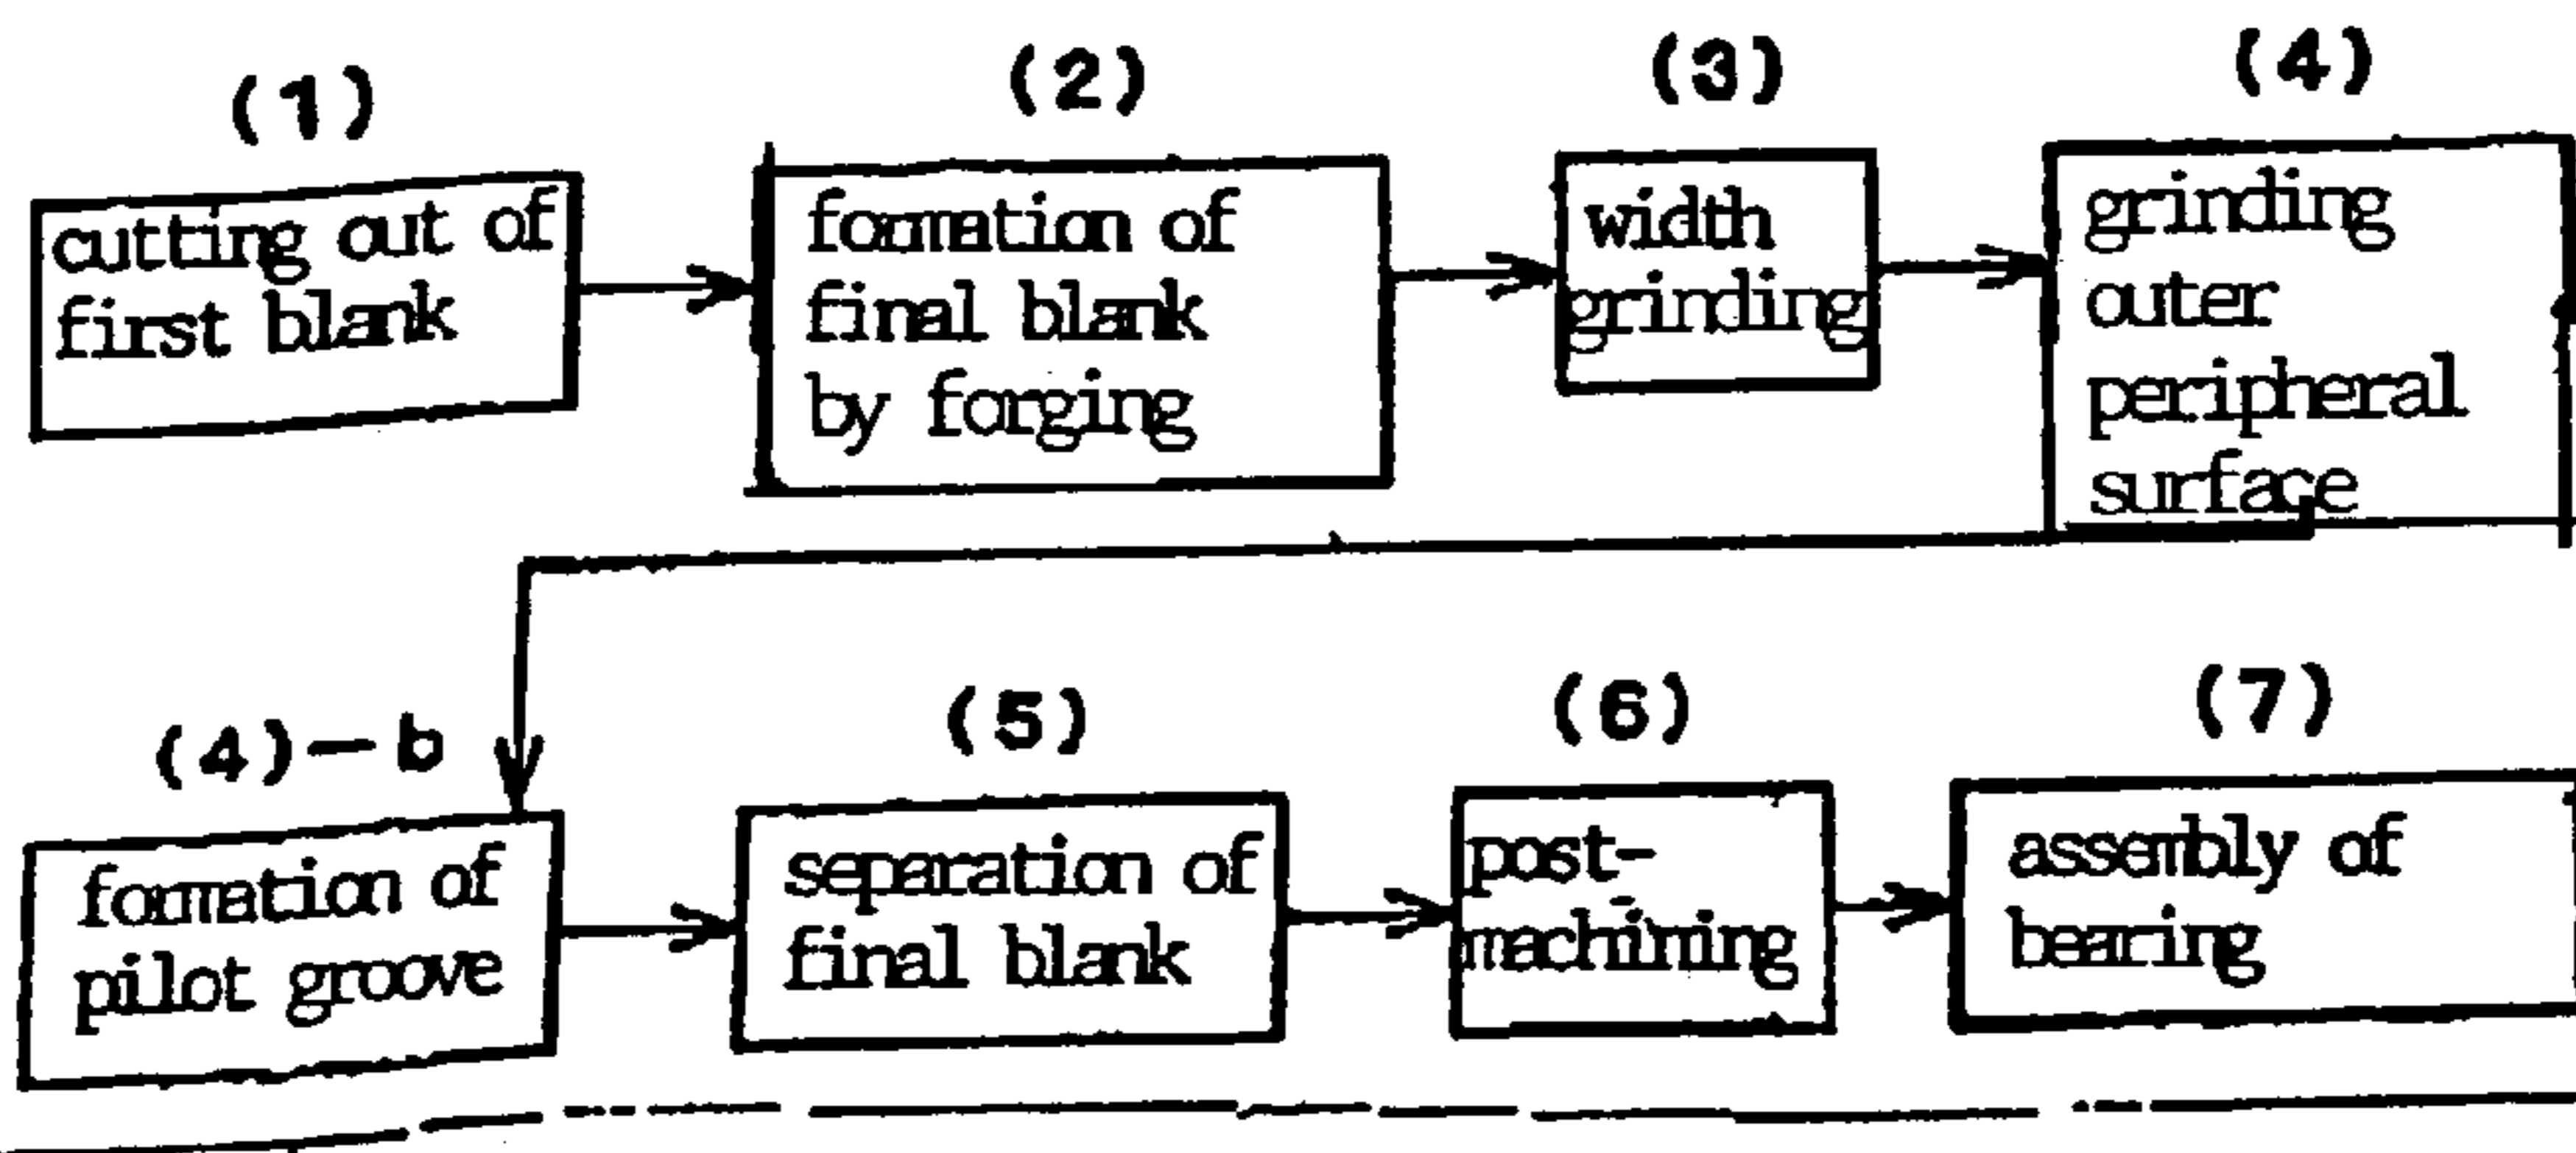 (1)
cutting out of
first blank
(2)
formation of
final blank
by forging
(3)
width
grinding
(4)
grinding
outer
peripheral
surface
(4)-b
formation of
pilot groove
(5)
separation of
final blank
(6)
post-
machining
(7)
assembly of
bearing